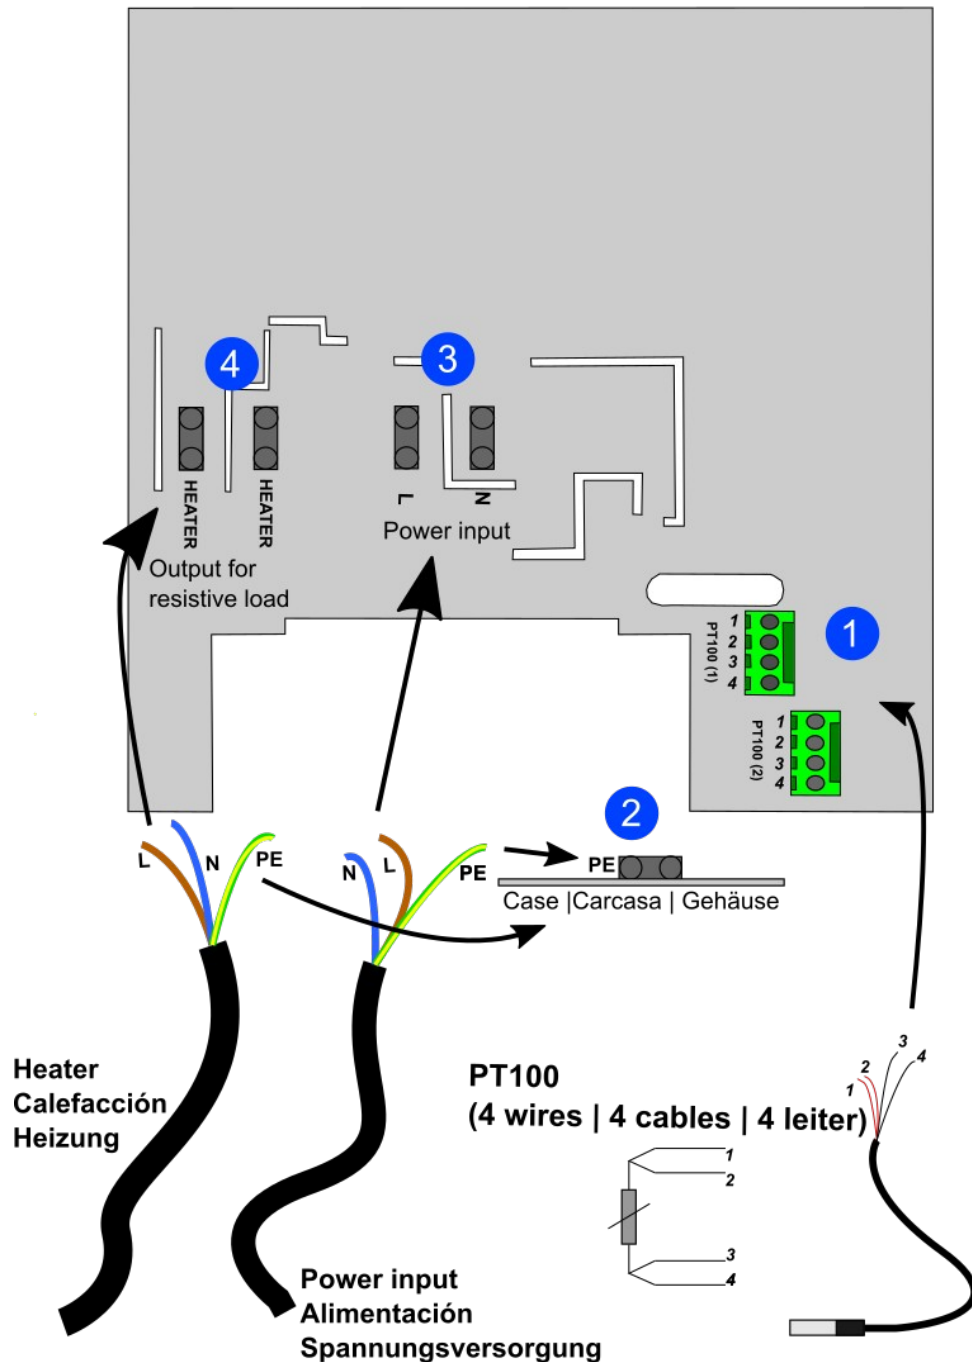 4
3
HEATER
HEATER
L
N
Power input
Output for
resistive load
1
1
2
3
4
PT100 (1)
1
2
3
4
PT100 (2)
2
L
N
PE
N
L
PE
PE
Case |Carcasa | Gehäuse
Heater
Calefacción
Heizung
PT100
(4 wires | 4 cables | 4 leiter)
1
2
3
4
1
2
3
4
Power input
Alimentación
Spannungsversorgung